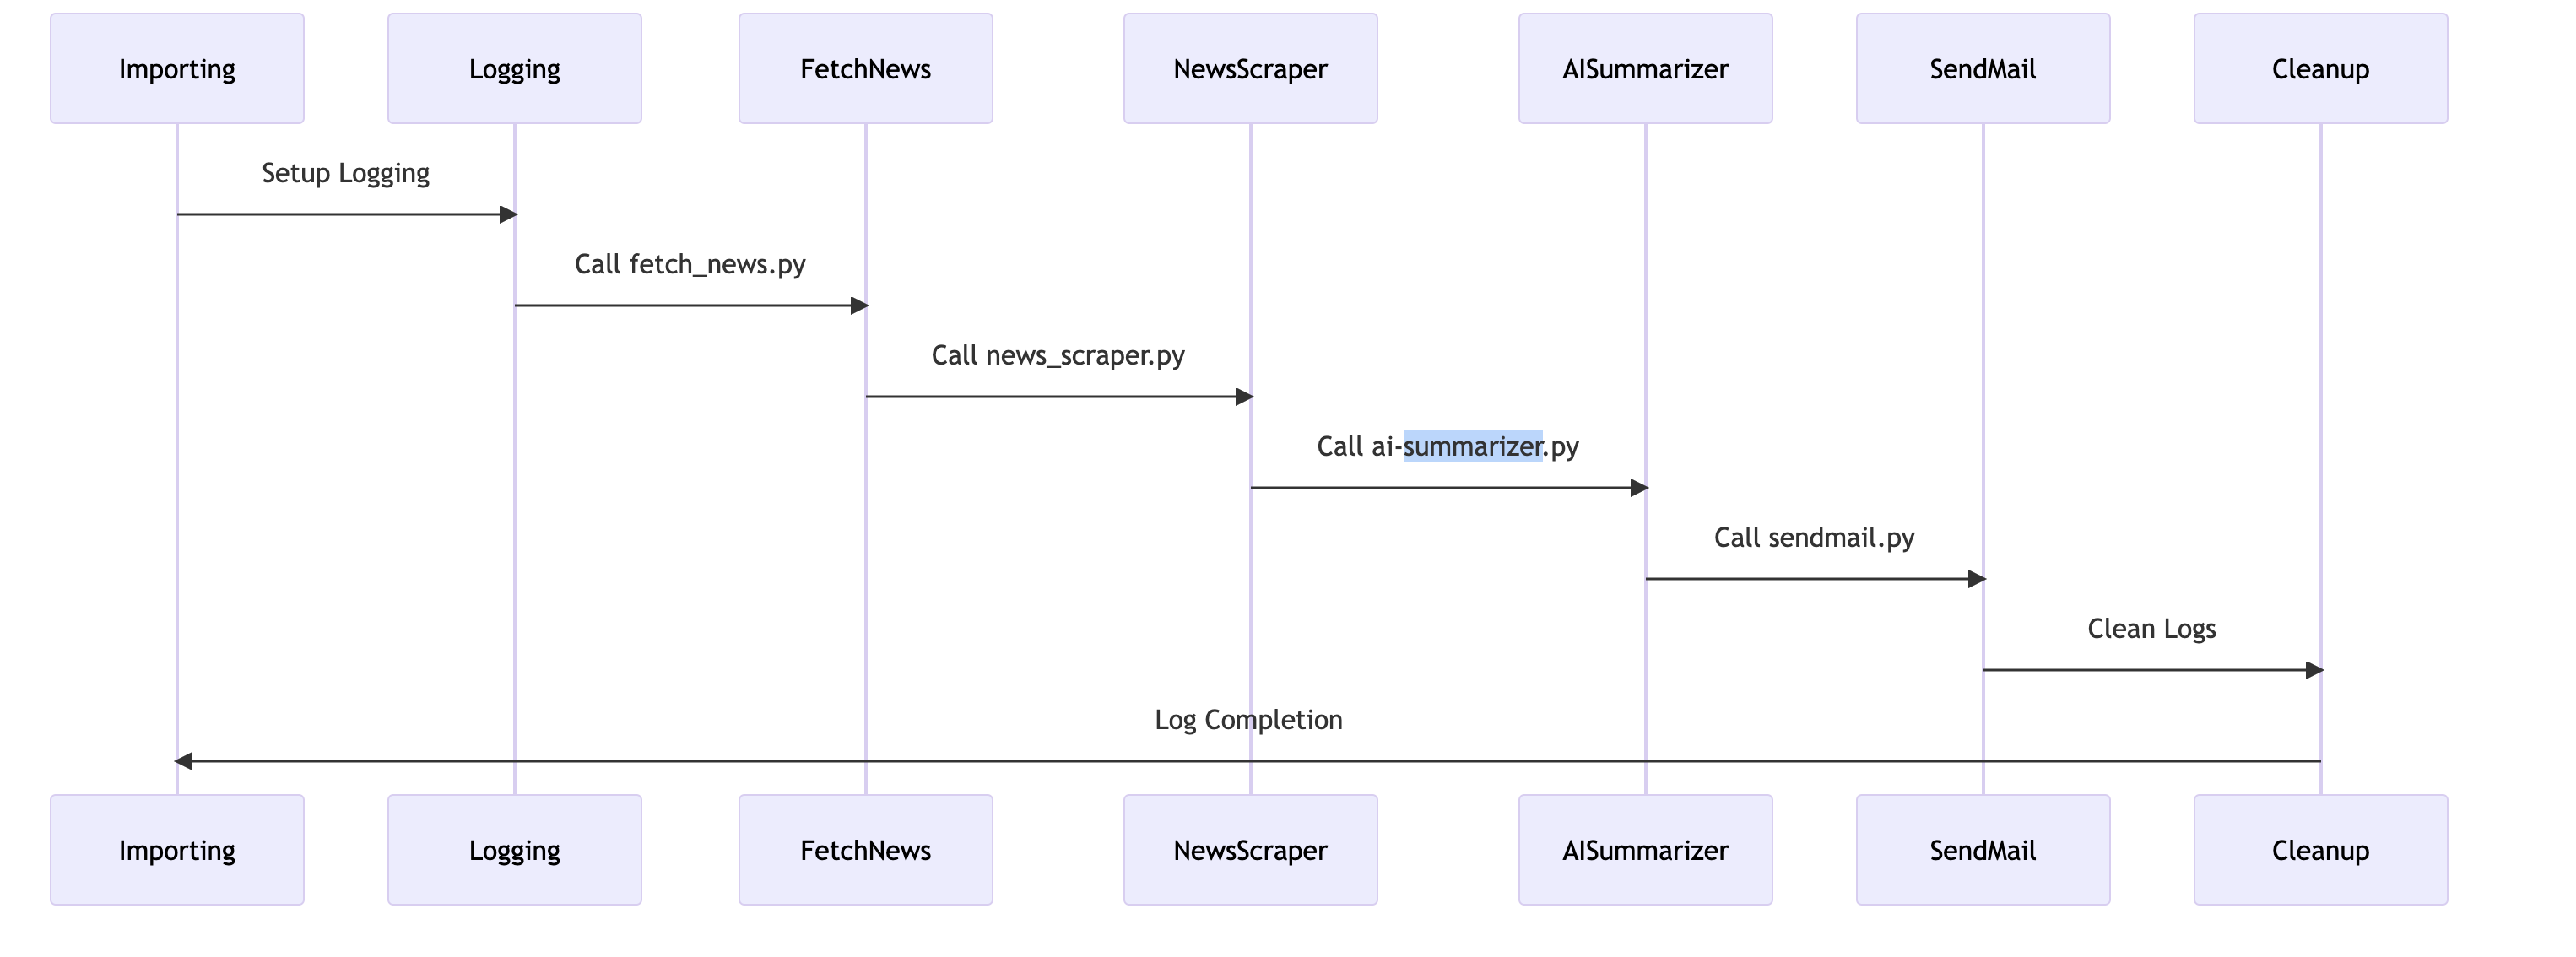 Importing
Logging
FetchNews
NewsScraper
AISummarizer
SendMail
Cleanup
Setup Logging
Call fetch_news.py
Call news_scraper.py
Call ai-summarizer.py
Call sendmail.py
Clean Logs
Log Completion
Importing
Logging
FetchNews
NewsScraper
AISummarizer
SendMail
Cleanup